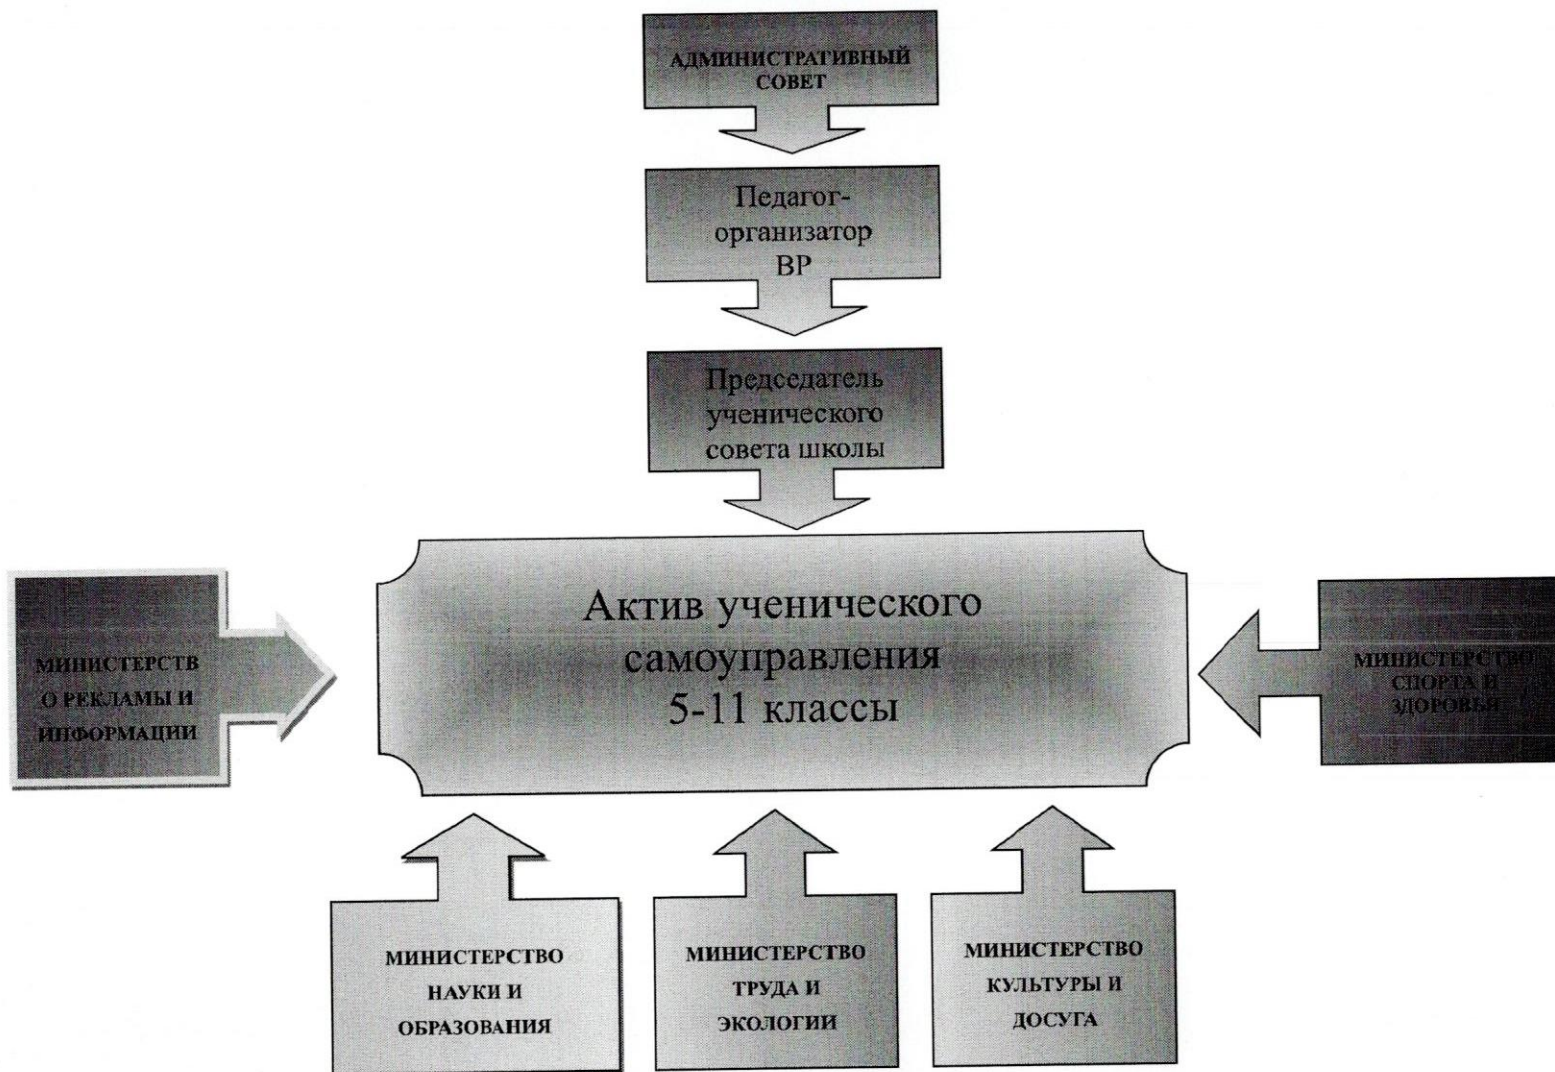 АДМИНИСТРАТИВНЫЙ
СОВЕТ
Педагог-
организатор
ВР
Председатель
ученического
совета школы
Актив ученического
самоуправления
5-11 классы
МИНИСТЕРСТВ
О РЕКЛАМЫ И
ИНФОРМАЦИИ
МИНИСТЕРСТВО
СПОРТА И
ЗДОРОВЬЯ
МИНИСТЕРСТВО
НАУКИ И
ОБРАЗОВАНИЯ
МИНИСТЕРСТВО
ТРУДА И
ЭКОЛОГИИ
МИНИСТЕРСТВО
КУЛЬТУРЫ И
ДОСУГА